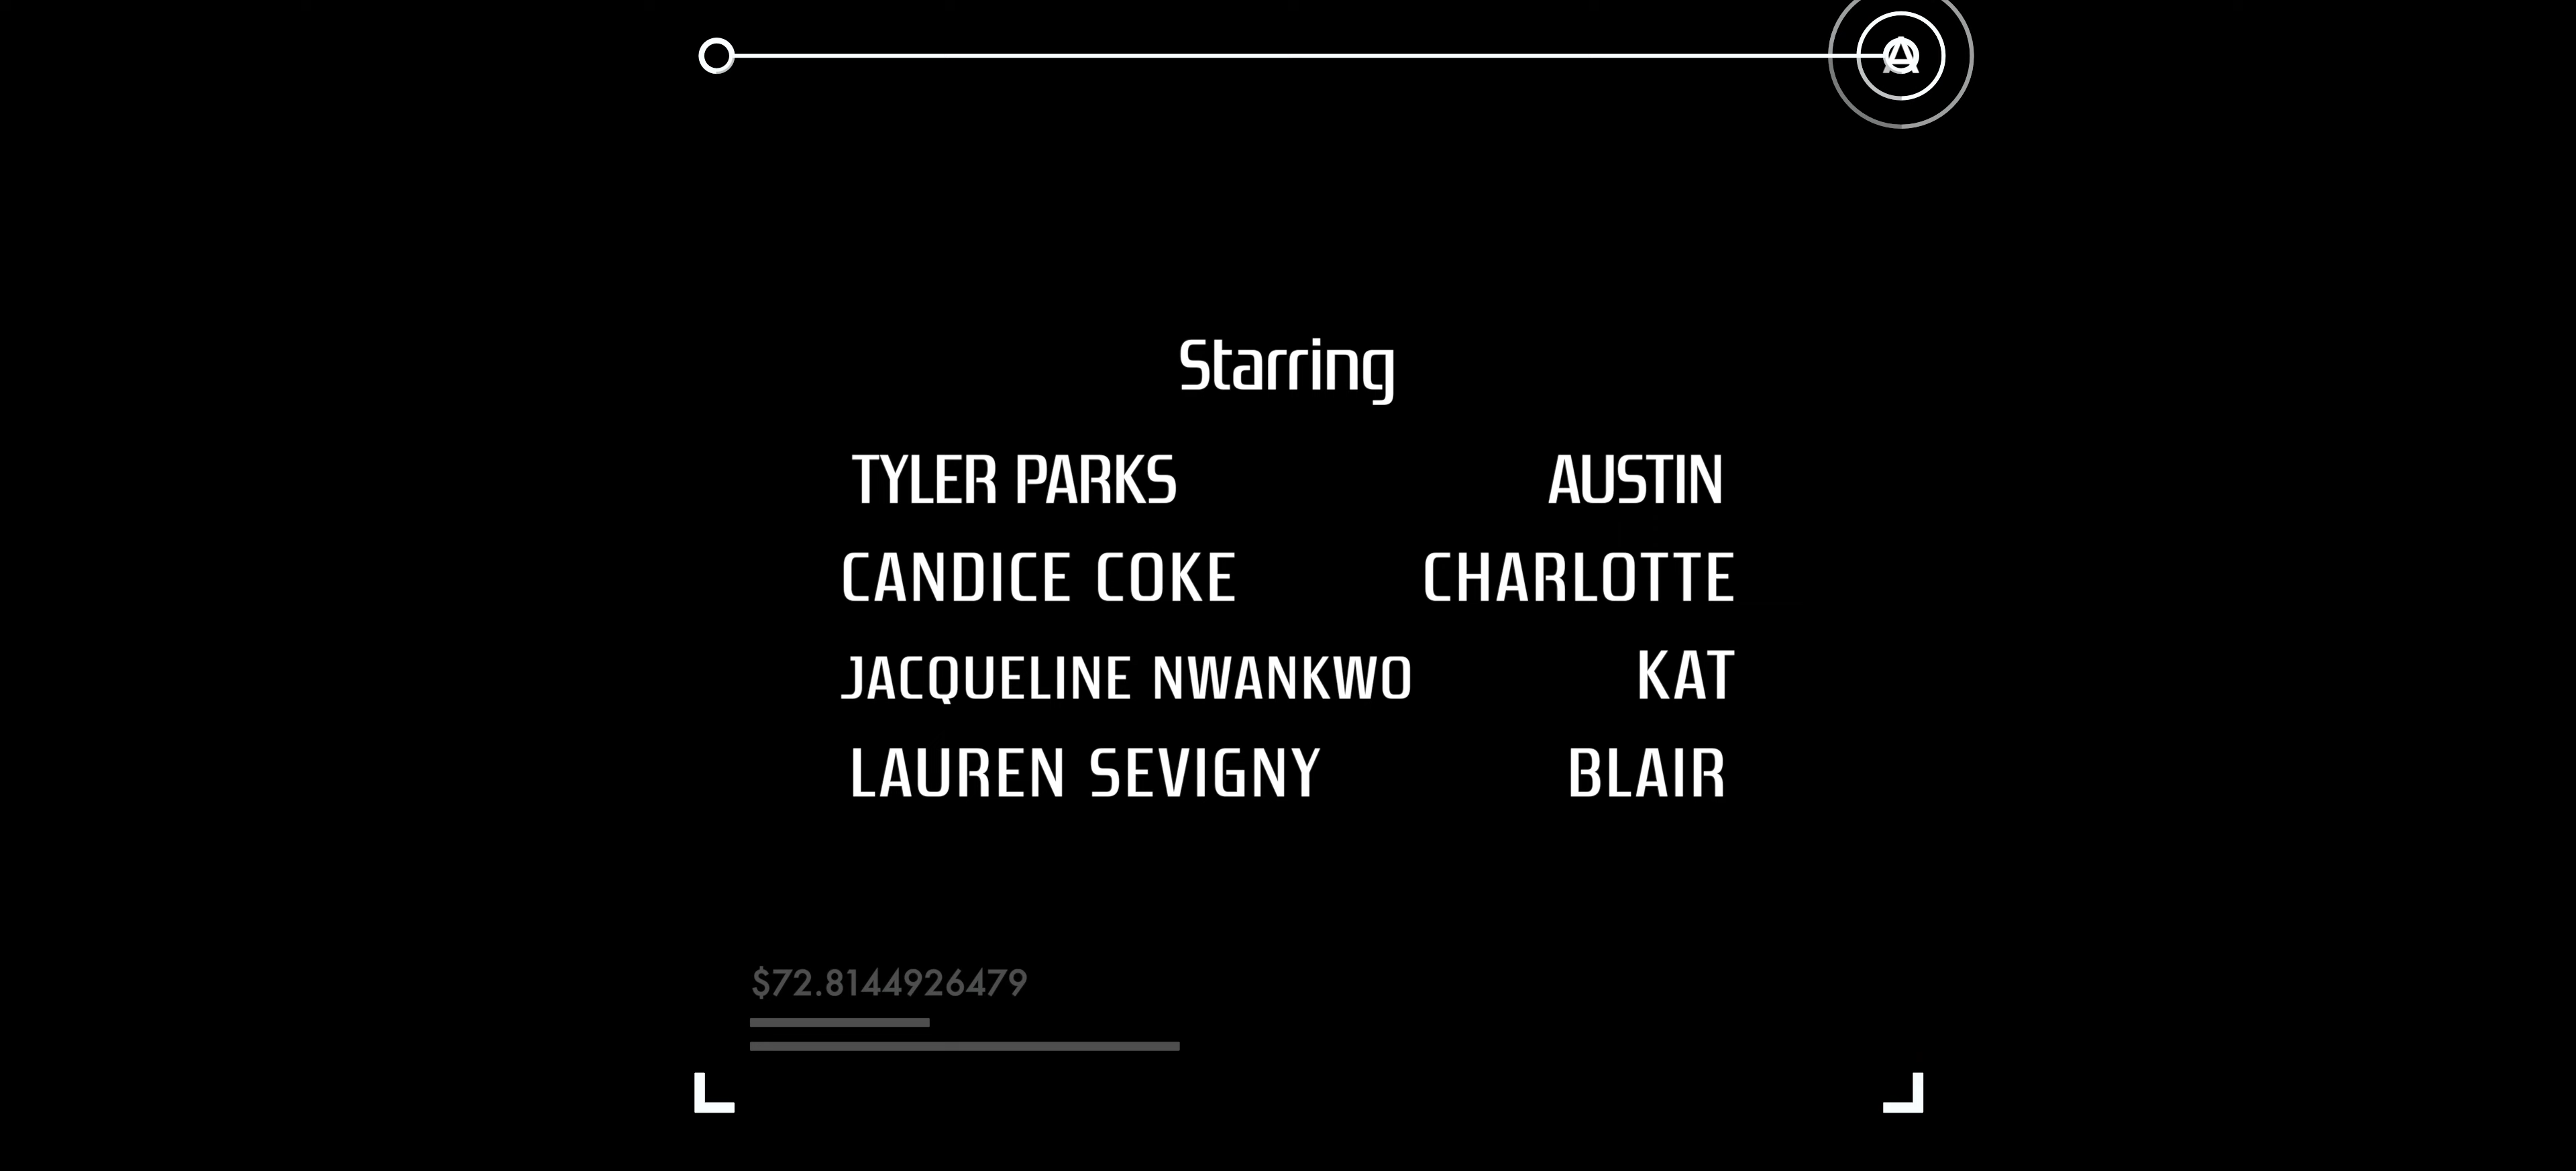 A
Starring
TYLER PARKS AUSTIN
CANDICE COKE CHARLOTTE
JACQUELINE NWANKWO KAT
LAUREN SEVIGNY BLAIR
$72.8144926479